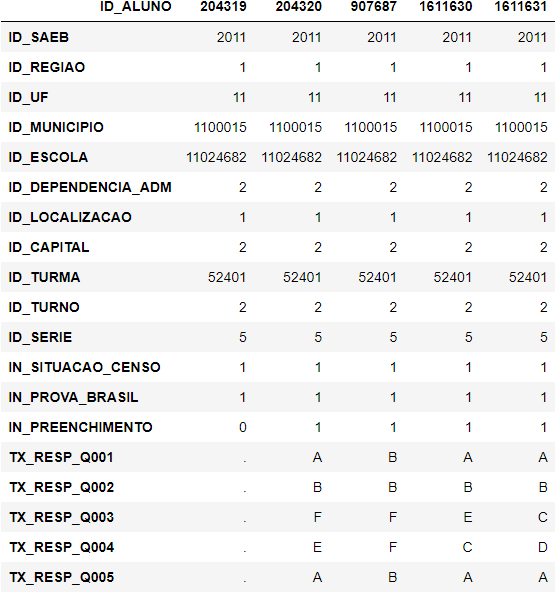 ID_ALUNO 204319 204320 907687 1611630 1611631
ID_SAEB 2011 2011 2011 2011 2011
ID_REGIAO 1 1 1 1 1
ID_UF 11 11 11 11 11
ID_MUNICIPIO 1100015 1100015 1100015 1100015 1100015
ID_ESCOLA 11024682 11024682 11024682 11024682 11024682
ID_DEPENDENCIA_ADM 2 2 2 2 2
ID_LOCALIZACAO 1 1 1 1 1
ID_CAPITAL 2 2 2 2 2
ID_TURMA 52401 52401 52401 52401 52401
ID_TURNO 2 2 2 2 2
ID_SERIE 5 5 5 5 5
IN_SITUACAO_CENSO 1 1 1 1 1
IN_PROVA_BRASIL 1 1 1 1 1
IN_PREENCHIMENTO 0 1 1 1 1
TX_RESP_Q001 . A B A A
TX_RESP_Q002 . B B B B
TX_RESP_Q003 . F F E C
TX_RESP_Q004 . E F C D
TX_RESP_Q005 . A B A A